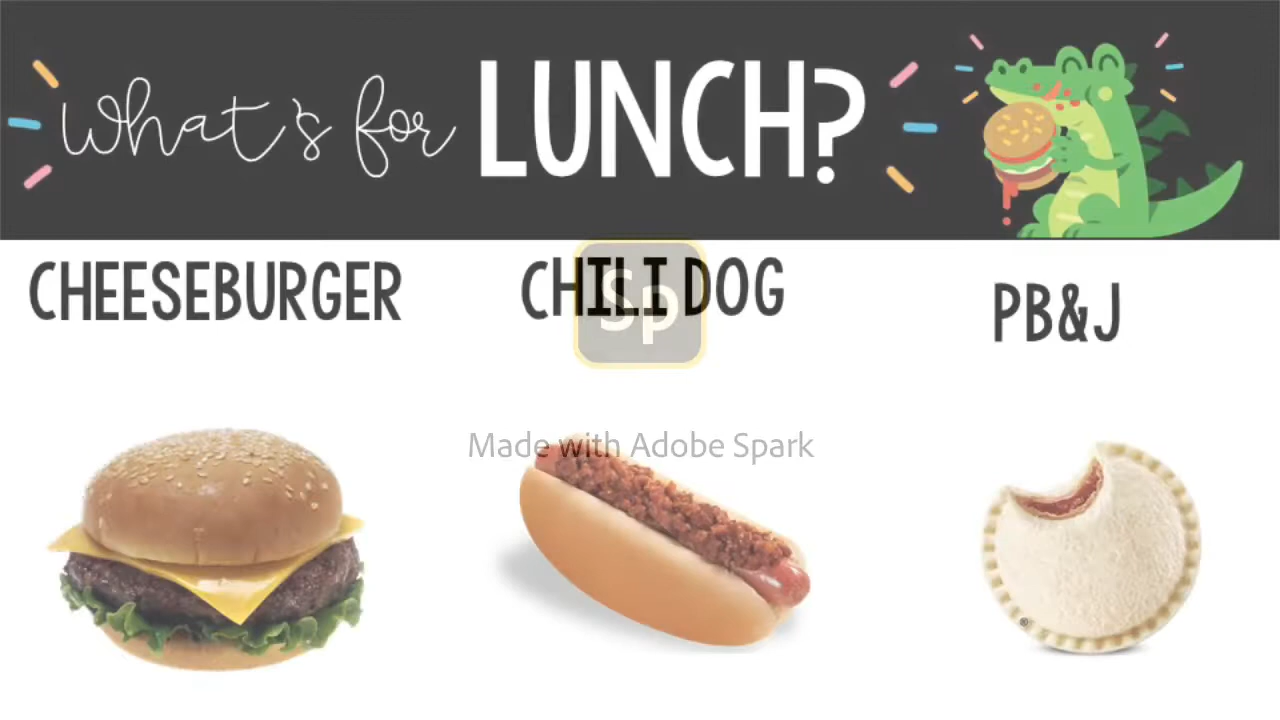 What's for LUNCH?
CHEESEBURGER
CHILI DOG
PB&J
Sp
Made with Adobe Spark
®